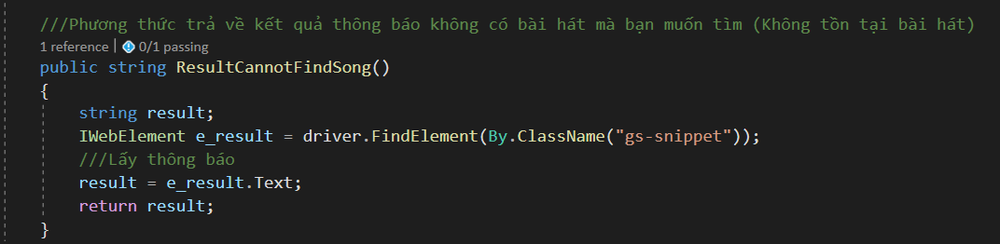 ///Phương thức trả về kết quả thông báo không có bài hát mà bạn muốn tìm (Không tồn tại bài hát)
1 reference | 0/1 passing
public string ResultCannotFindSong()
{
string result;
IWebElement e_result = driver.FindElement(By.ClassName("gs-snippet"));
///Lấy thông báo
result = e_result.Text;
return result;
}